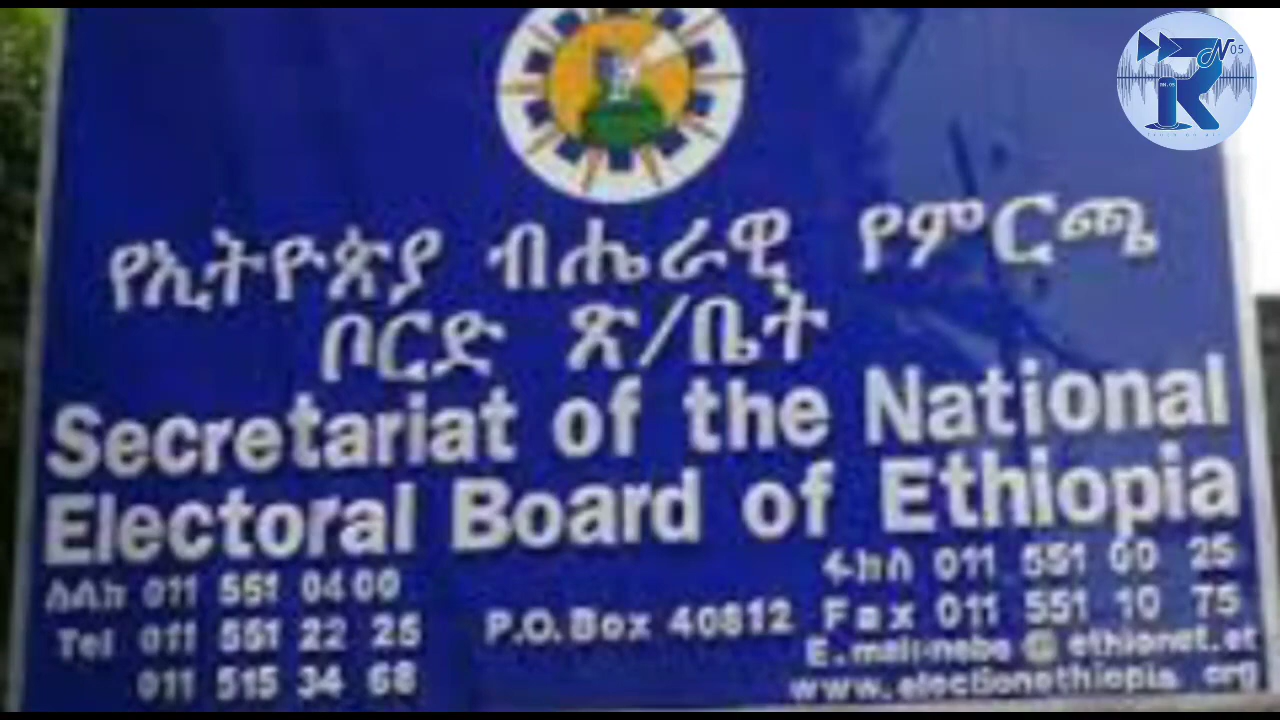 የኢትዮጵያ ብሔራዊ የምርጫ
ቦርድ ጽ/ቤት
Secretariat of the National
Electoral Board of Ethiopia
ስልክ 011 551 04 00
Tel 011 551 22 25
011 515 34 68
P.O.Box 40812
ፋክስ 011 551 00 25
Fax 011 551 10 75
E.mail:-nebe @ ethionet.et
www.electionethiopia. org
N 05